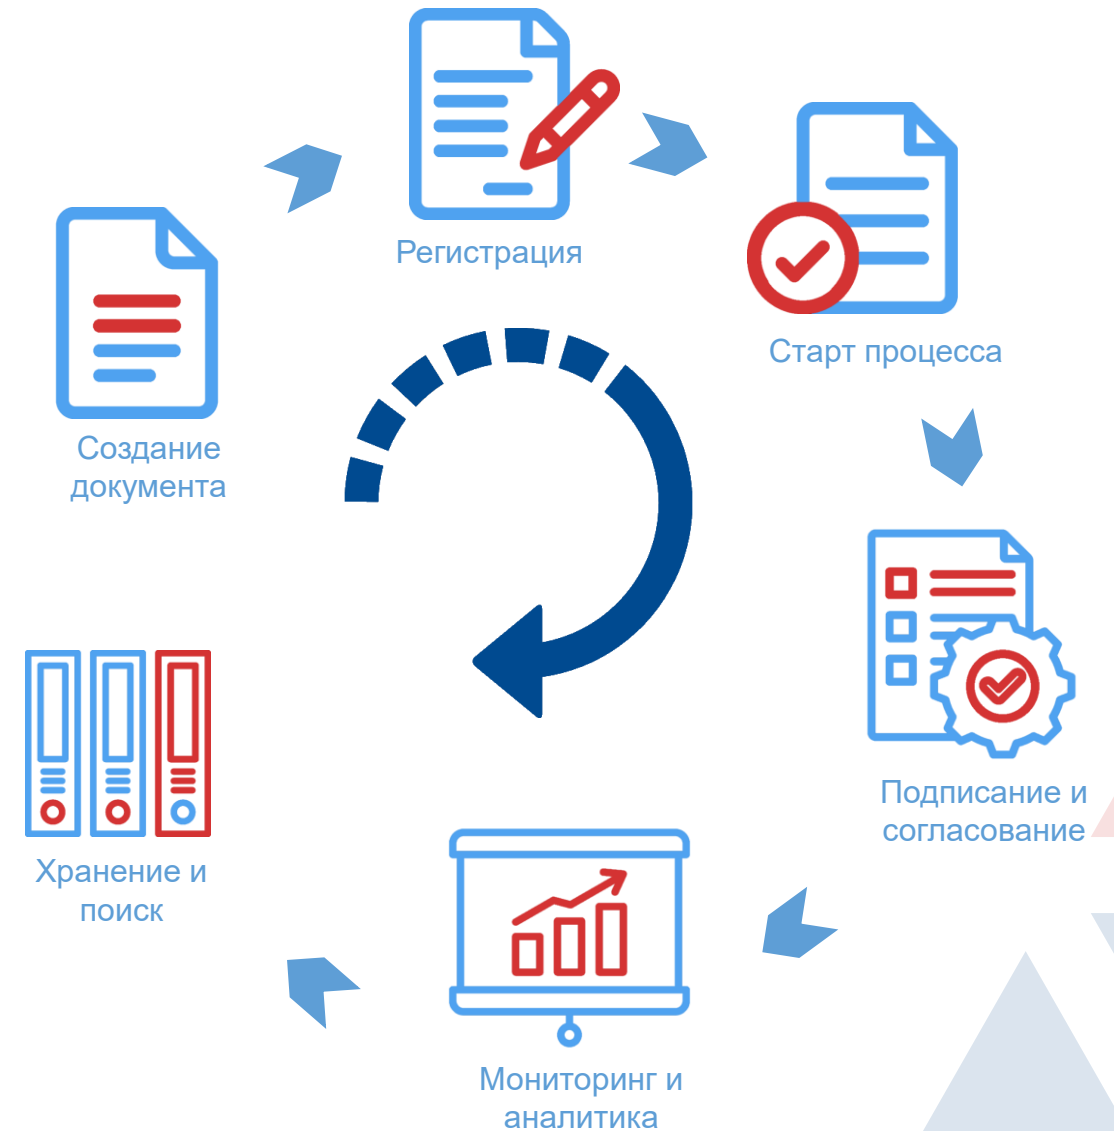 Регистрация
Старт процесса
Создание
документа
Подписание и
согласование
Хранение и
поиск
Мониторинг и
аналитика